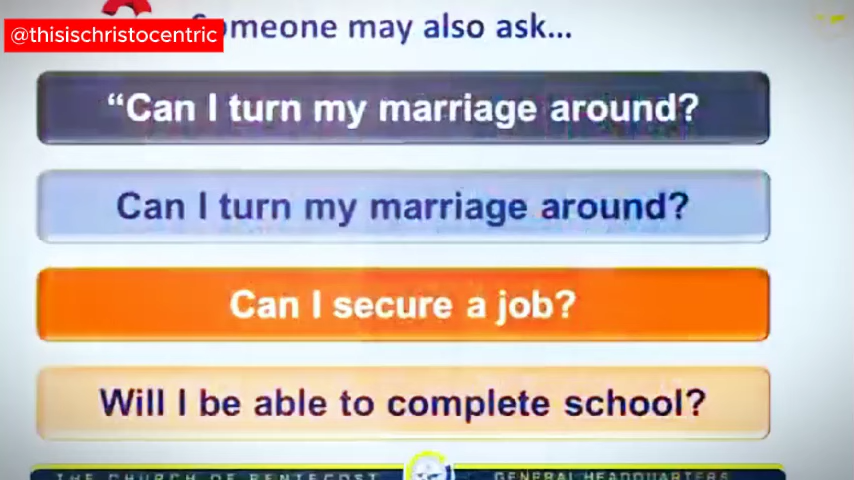 @thisischristocentric
Someone may also ask...
“Can I turn my marriage around?
Can I turn my marriage around?
Can I secure a job?
Will I be able to complete school?
THE CHURCH OF PENTECOST
GENERAL HEADQUARTERS